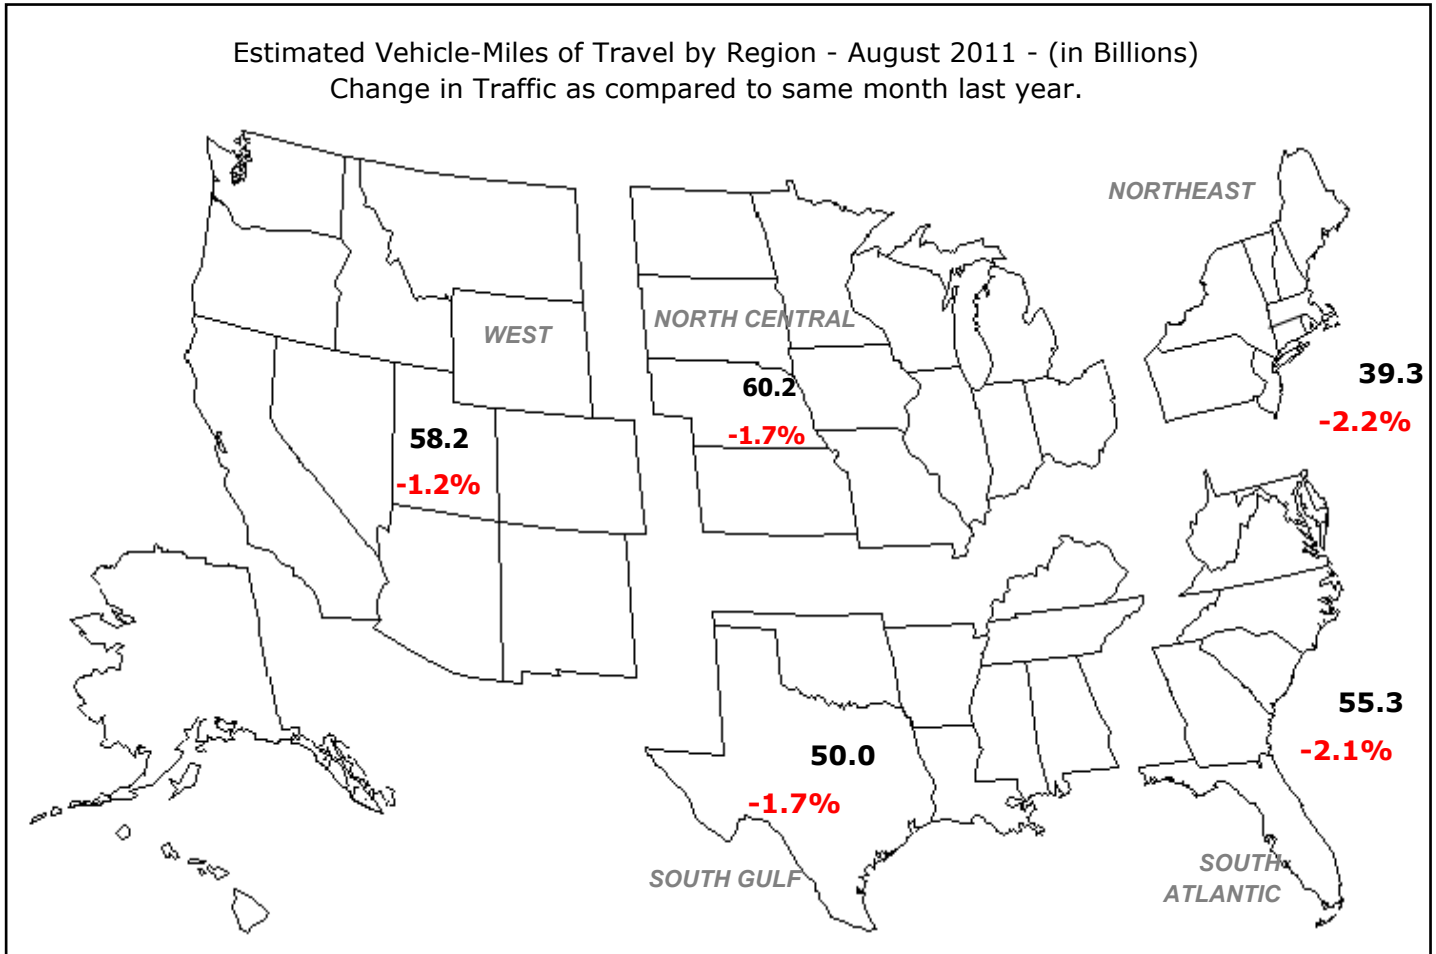 Estimated Vehicle-Miles of Travel by Region - August 2011 - (in Billions)
Change in Traffic as compared to same month last year.
NORTHEAST
WEST
NORTH CENTRAL
39.3
-2.2%
60.2
-1.7%
58.2
-1.2%
55.3
-2.1%
50.0
-1.7%
SOUTH GULF
SOUTH
ATLANTIC